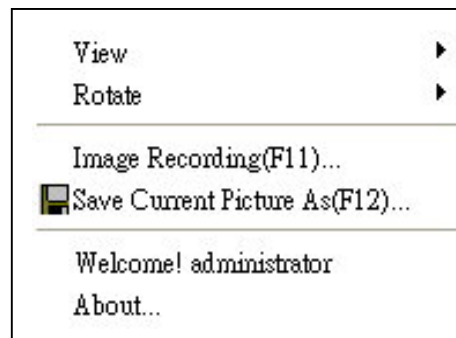 View
Rotate
Image Recording(F11)...
Save Current Picture As(F12)...
Welcome! administrator
About...